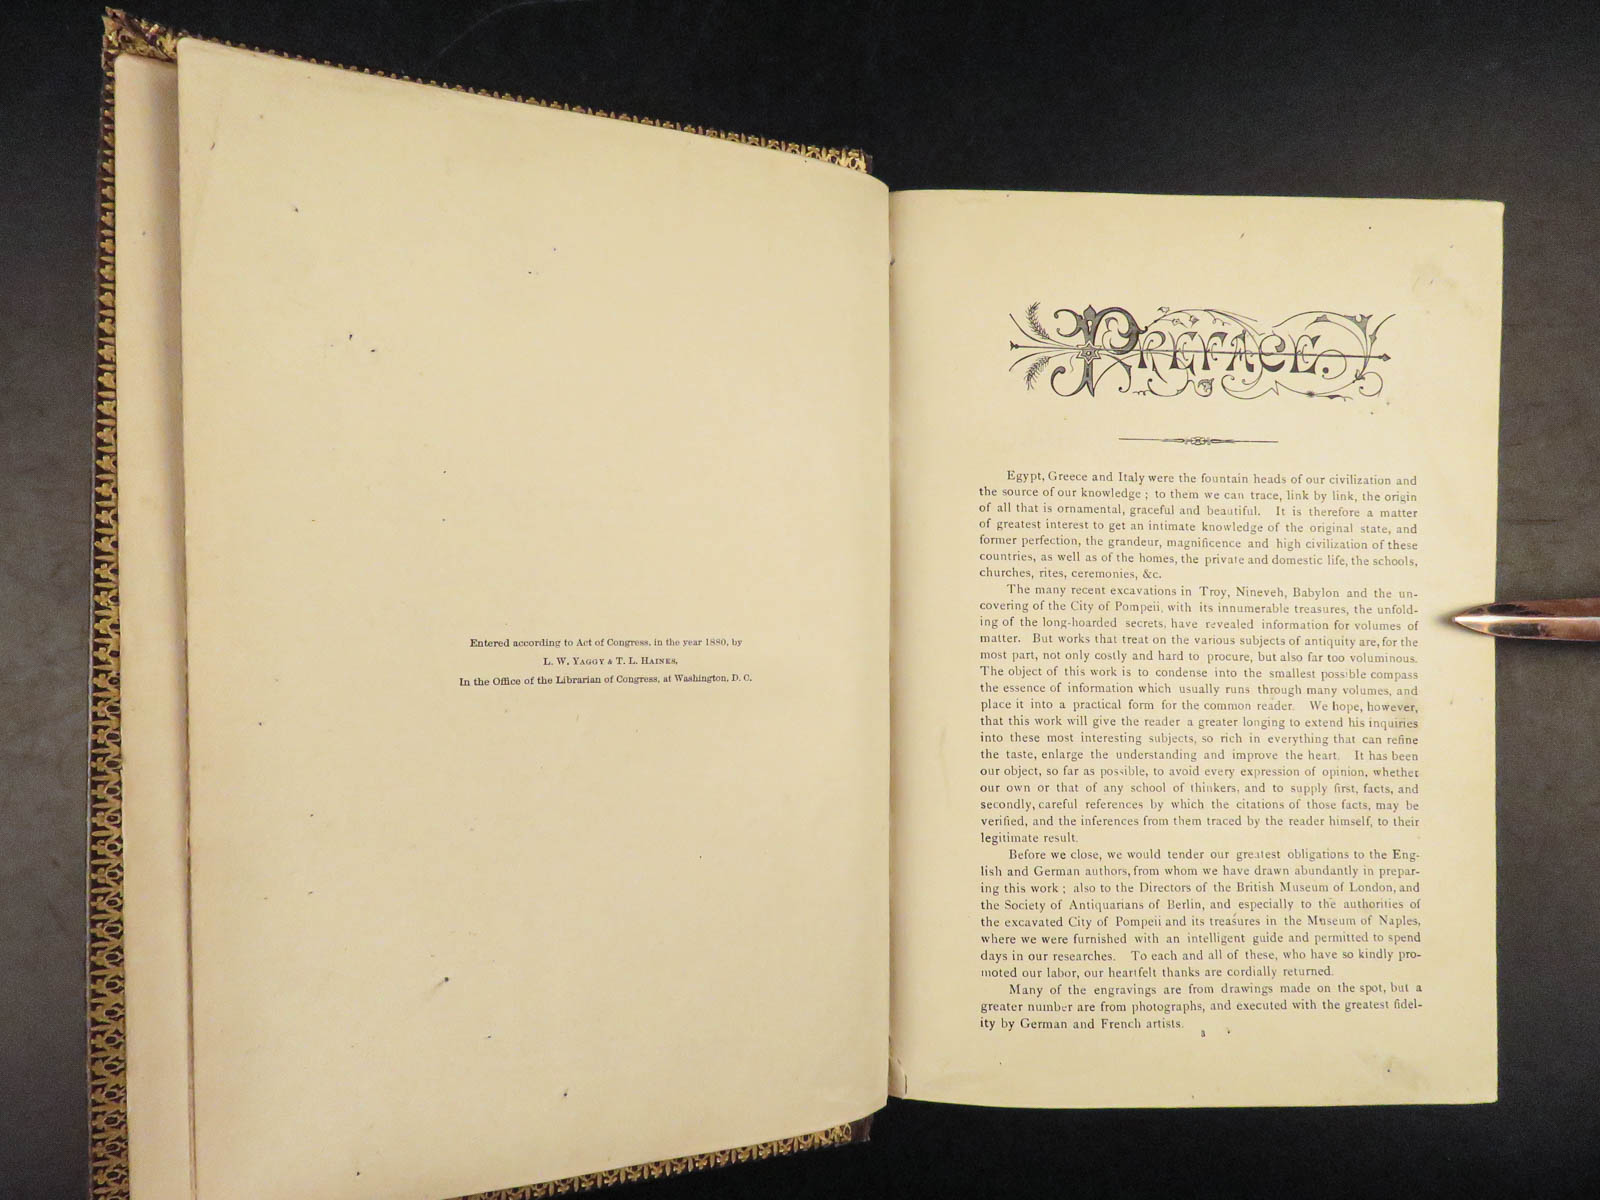 Entered according to Act of Congress, in the year 1880, by
L. W. YAGGY & T. L. HAINES,
In the Office of the Librarian of Congress, at Washington, D. C.
PREFACE.
Egypt, Greece and Italy were the fountain heads of our civilization and
the source of our knowledge ; to them we can trace, link by link, the origin
of all that is ornamental, graceful and beautiful. It is therefore a matter
of greatest interest to get an intimate knowledge of the original state, and
former perfection, the grandeur, magnificence and high civilization of these
countries, as well as of the homes, the private and domestic life, the schools,
churches, rites, ceremonies, &c.
The many recent excavations in Troy, Nineveh, Babylon and the un-
covering of the City of Pompeii, with its innumerable treasures, the unfold-
ing of the long-hoarded secrets, have revealed information for volumes of
matter. But works that treat on the various subjects of antiquity are, for the
most part, not only costly and hard to procure, but also far too voluminous.
The object of this work is to condense into the smallest possible compass
the essence of information which usually runs through many volumes, and
place it into a practical form for the common reader. We hope, however,
that this work will give the reader a greater longing to extend his inquiries
into these most interesting subjects, so rich in everything that can refine
the taste, enlarge the understanding and improve the heart. It has been
our object, so far as possible, to avoid every expression of opinion, whether
our own or that of any school of thinkers, and to supply first, facts, and
secondly, careful references by which the citations of those facts, may be
verified, and the inferences from them traced by the reader himself, to their
legitimate result.
Before we close, we would tender our greatest obligations to the Eng-
lish and German authors, from whom we have drawn abundantly in prepar-
ing this work ; also to the Directors of the British Museum of London, and
the Society of Antiquarians of Berlin, and especially to the authorities of
the excavated City of Pompeii and its treasures in the Museum of Naples,
where we were furnished with an intelligent guide and permitted to spend
days in our researches. To each and all of these, who have so kindly pro-
moted our labor, our heartfelt thanks are cordially returned.
Many of the engravings are from drawings made on the spot, but a
greater number are from photographs, and executed with the greatest fidel-
ity by German and French artists.